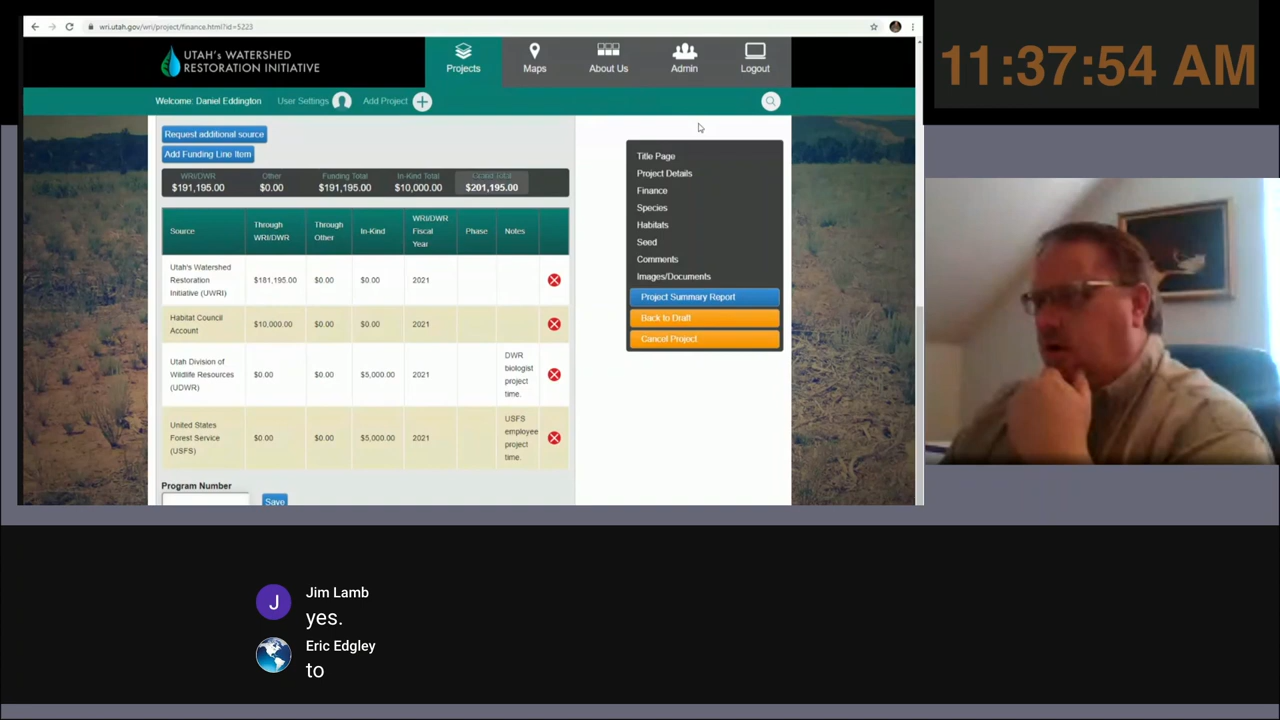 wri.utah.gov/wri/project/finance.html?id=5223
11:37:54 AM
UTAH'S WATERSHED
RESTORATION INITIATIVE
Projects
Maps
About Us
Admin
Logout
Welcome: Daniel Eddington
User Settings
Add Project
Request additional source
Add Funding Line Item
WRI/DWR Other Funding Total In-Kind Total Grand Total
$191,195.00 $0.00 $191,195.00 $10,000.00 $201,195.00
Source
Through
WRI/DWR
Through
Other
In-Kind
WRI/DWR
Fiscal
Year
Phase
Notes
Utah's Watershed
Restoration
Initiative (UWRI)
$181,195.00 $0.00 $0.00 2021
Habitat Council
Account
$10,000.00 $0.00 $0.00 2021
Utah Division of
Wildlife Resources
(UDWR)
$0.00 $0.00 $5,000.00 2021
DWR
biologist
project
time.
United States
Forest Service
(USFS)
$0.00 $0.00 $5,000.00 2021
USFS
employee
project
time.
Program Number
Save
Title Page
Project Details
Finance
Species
Habitats
Seed
Comments
Images/Documents
Project Summary Report
Back to Draft
Cancel Project
J
Jim Lamb
yes.
Eric Edgley
to